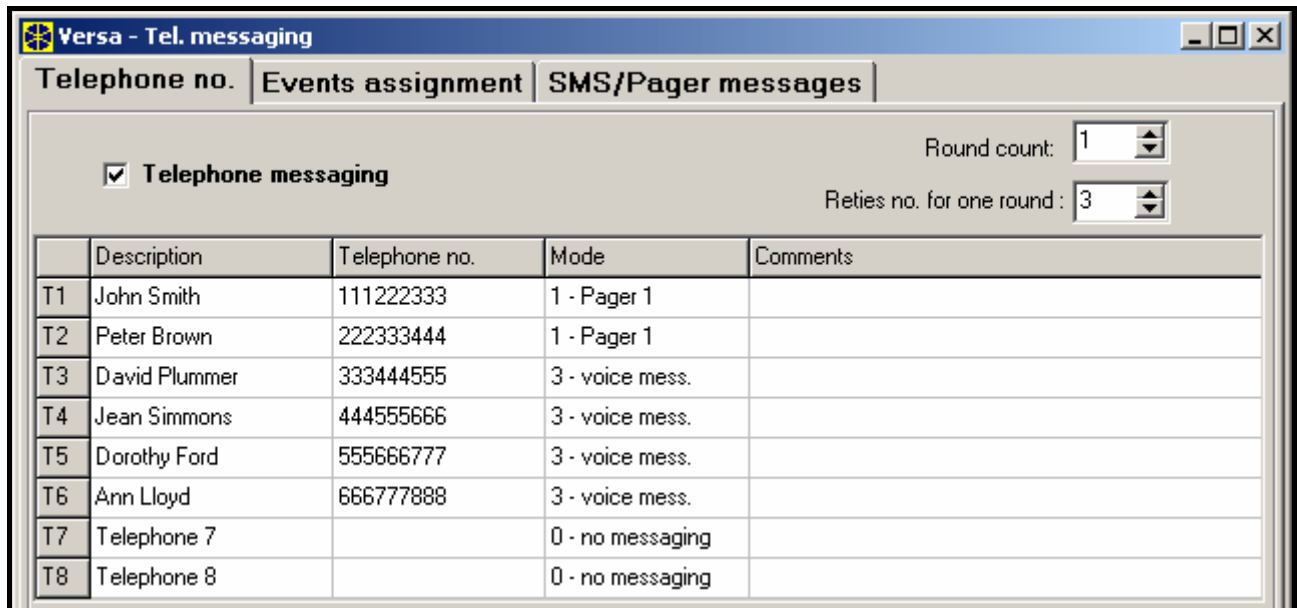 Versa - Tel. messaging
Telephone no. Events assignment SMS/Pager messages
Round count: 1
Telephone messaging
Reties no. for one round : 3
Description Telephone no. Mode Comments
T1 John Smith 111222333 1 - Pager 1
T2 Peter Brown 222333444 1 - Pager 1
T3 David Plummer 333444555 3 - voice mess.
T4 Jean Simmons 444555666 3 - voice mess.
T5 Dorothy Ford 555666777 3 - voice mess.
T6 Ann Lloyd 666777888 3 - voice mess.
T7 Telephone 7 0 - no messaging
T8 Telephone 8 0 - no messaging